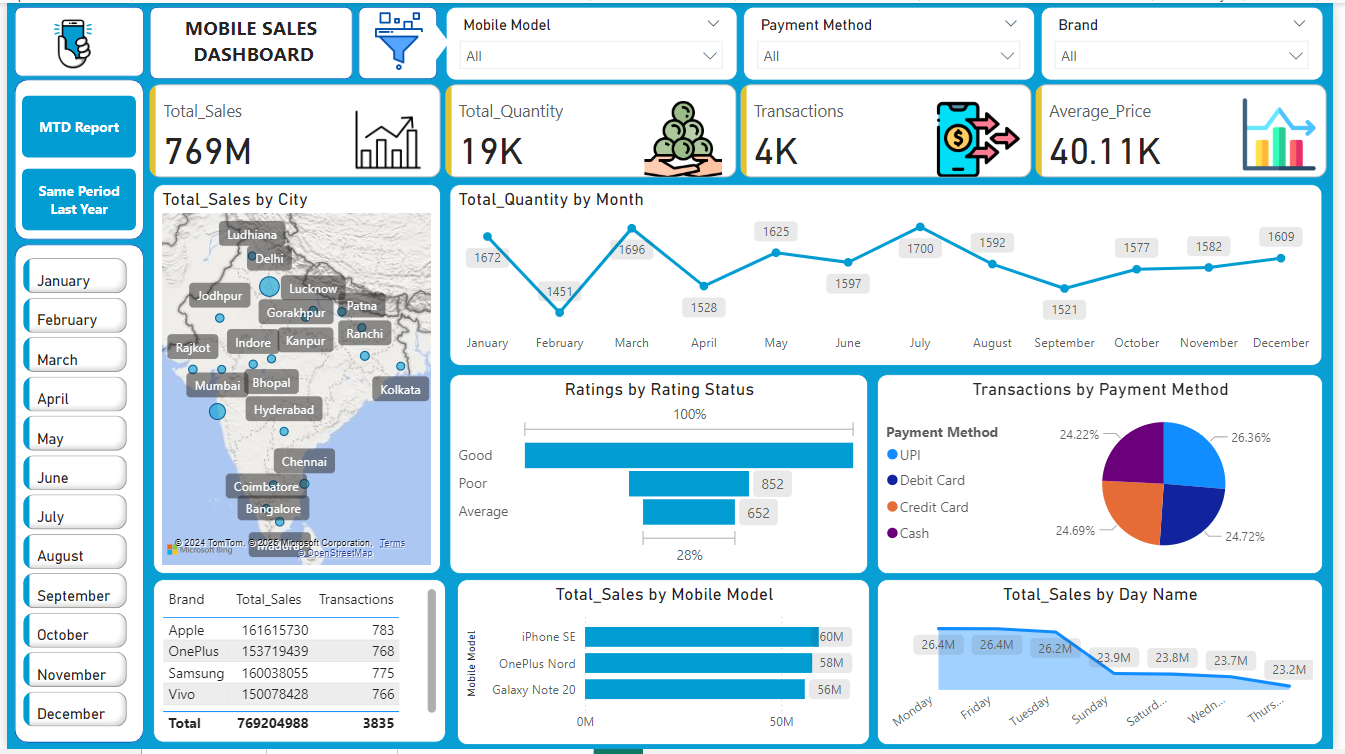 MOBILE SALES
DASHBOARD
Mobile Model
All
Payment Method
All
Brand
All
MTD Report
Same Period
Last Year
Total_Sales
769M
Total_Quantity
19K
Transactions
4K
Average_Price
40.11K
January
February
March
April
May
June
July
August
September
October
November
December
Total_Sales by City
Ludhiana
Delhi
Jodhpur
Lucknow
Gorakhpur
Patna
Rajkot
Indore
Kanpur
Ranchi
Mumbai
Bhopal
Kolkata
Hyderabad
Chennai
Coimbatore
Bangalore
© 2024 TomTom, © 2025 Microsoft Corporation, Terms
Microsoft Bing
© OpenStreetMap
Total_Quantity by Month
1672
1451
1696
1528
1625
1597
1700
1592
1521
1577
1582
1609
January
February
March
April
May
June
July
August
September
October
November
December
Ratings by Rating Status
100%
Good
Poor
852
Average
652
28%
Transactions by Payment Method
Payment Method
UPI
Debit Card
Credit Card
Cash
24.22%
26.36%
24.69%
24.72%
Brand Total_Sales Transactions
Apple 161615730 783
OnePlus 153719439 768
Samsung 160038055 775
Vivo 150078428 766
Total 769204988 3835
Total_Sales by Mobile Model
Mobile Model
iPhone SE
60M
OnePlus Nord
58M
Galaxy Note 20
56M
0M
50M
Total_Sales by Day Name
26.4M
26.4M
26.2M
23.9M
23.8M
23.7M
23.2M
Monday
Friday
Tuesday
Sunday
Saturd...
Wedn...
Thurs...